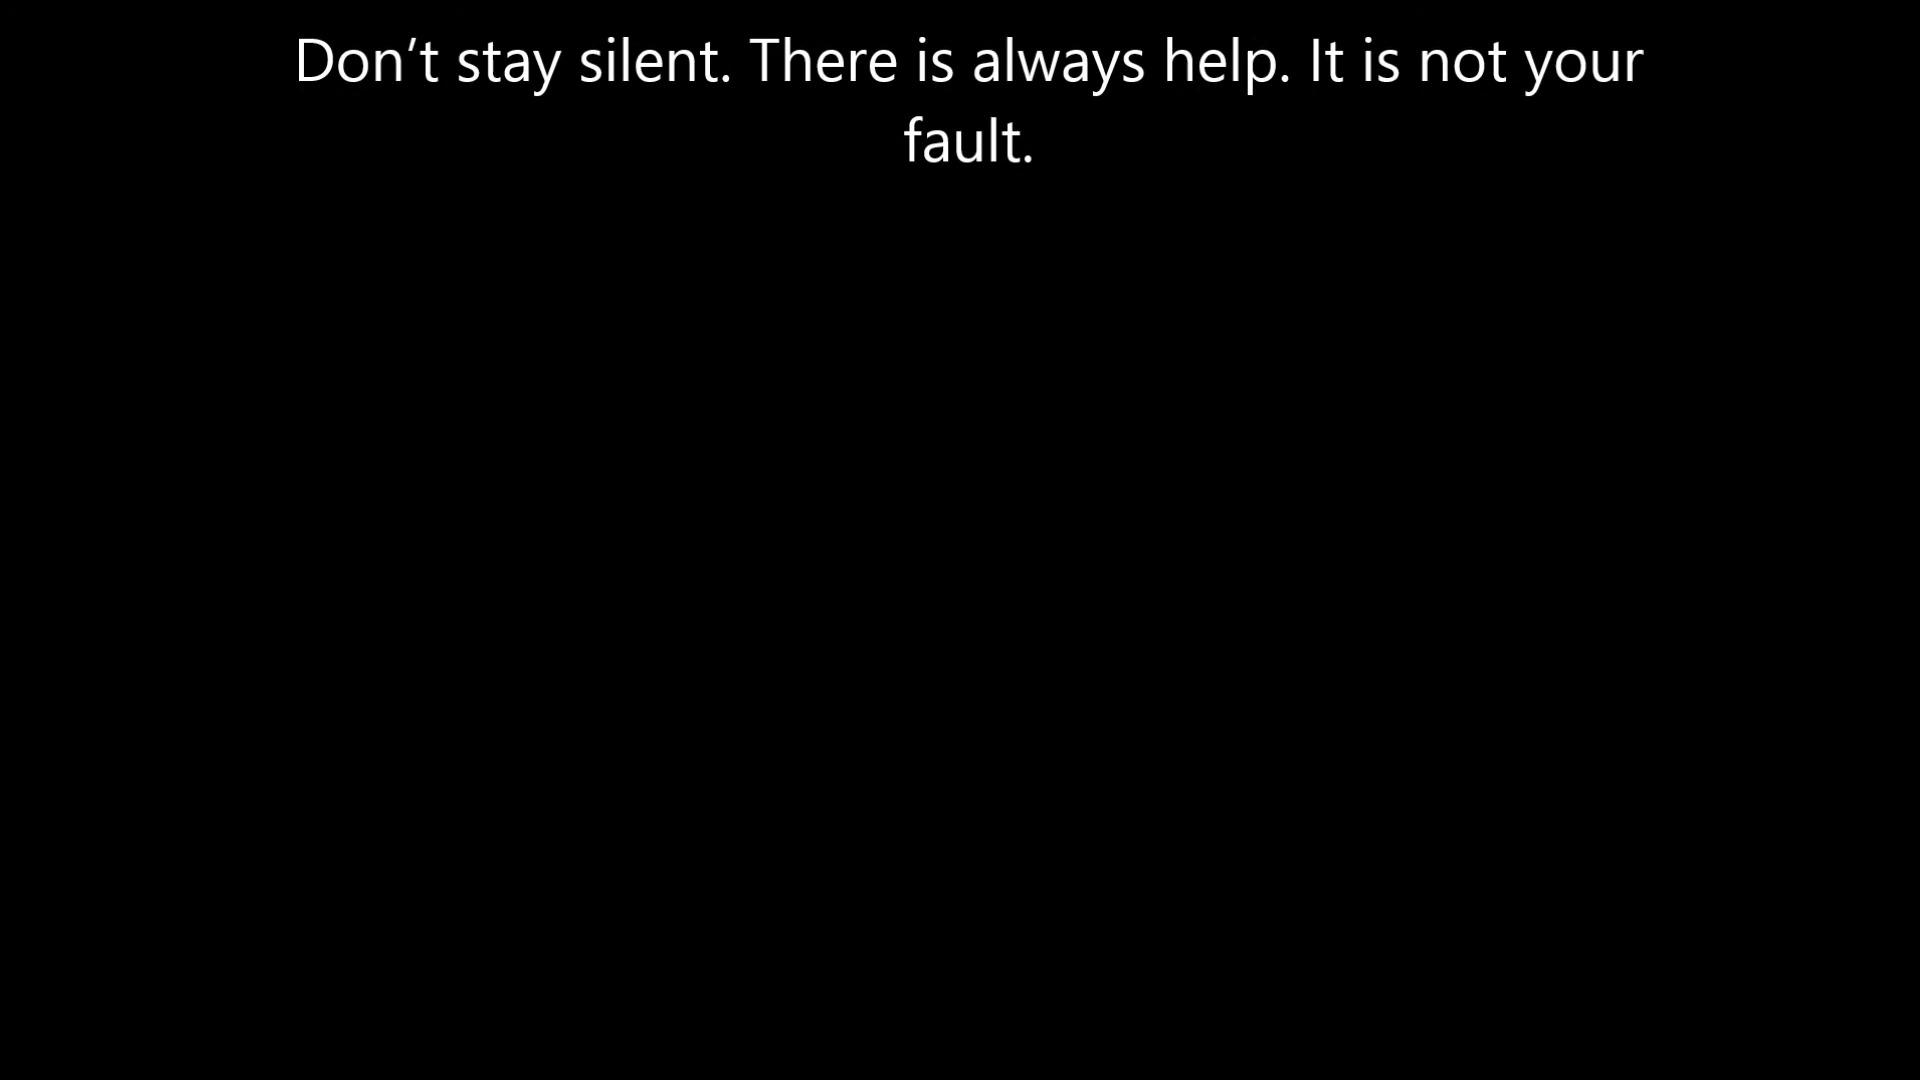 Don’t stay silent. There is always help. It is not your
fault.